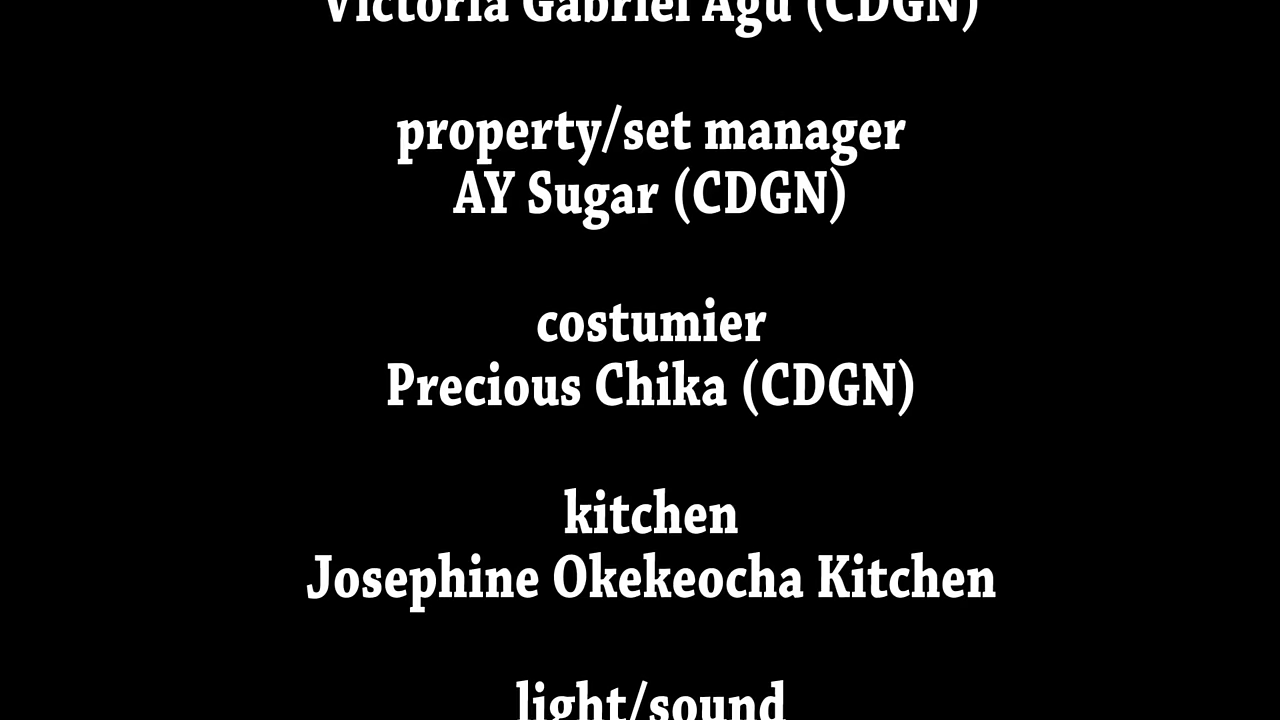 Victoria Gabriel Agu (CDGN)
property/set manager
AY Sugar (CDGN)
costumier
Precious Chika (CDGN)
kitchen
Josephine Okekeocha Kitchen
light/sound